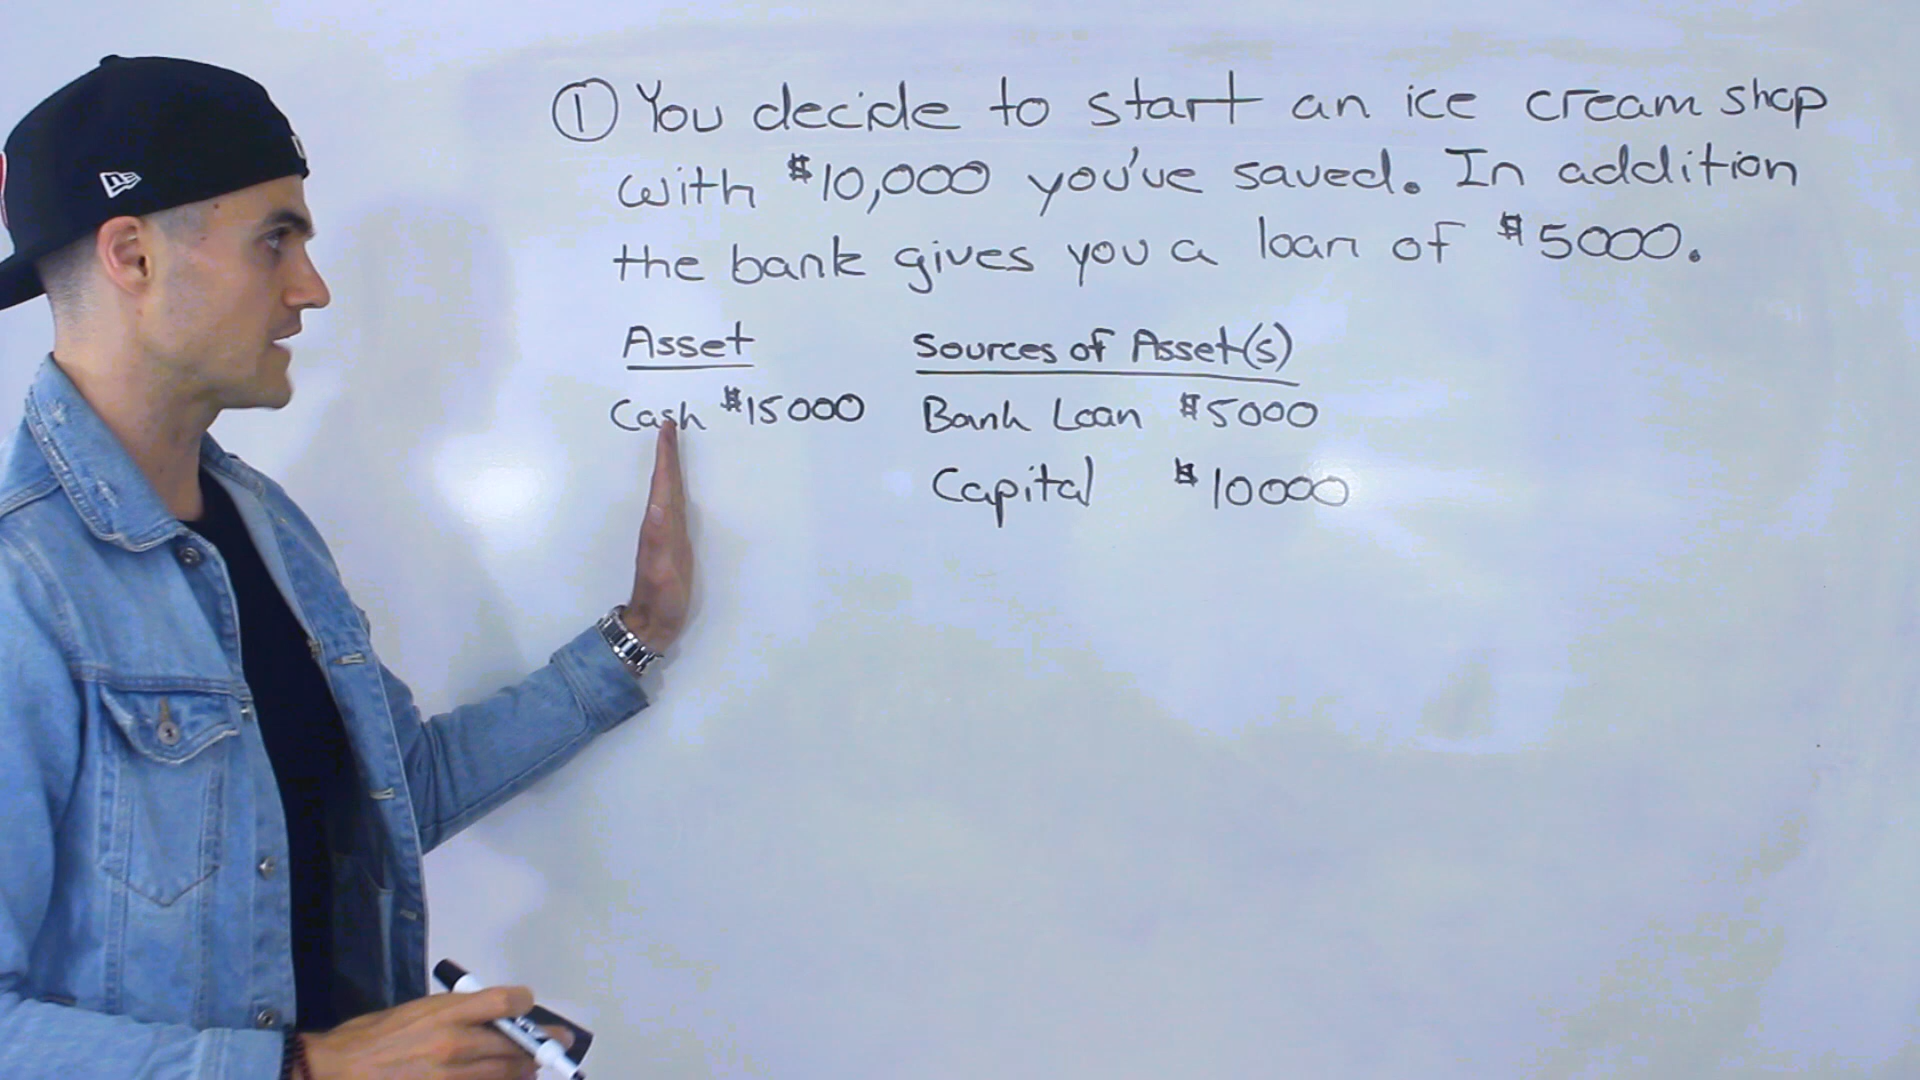 ① You decide to start an ice cream shop
with $10,000 you've saved. In addition
the bank gives you a loan of $5000.
Asset Sources of Asset(s)
Cash $15000 Bank Loan $5000
Capital $10000